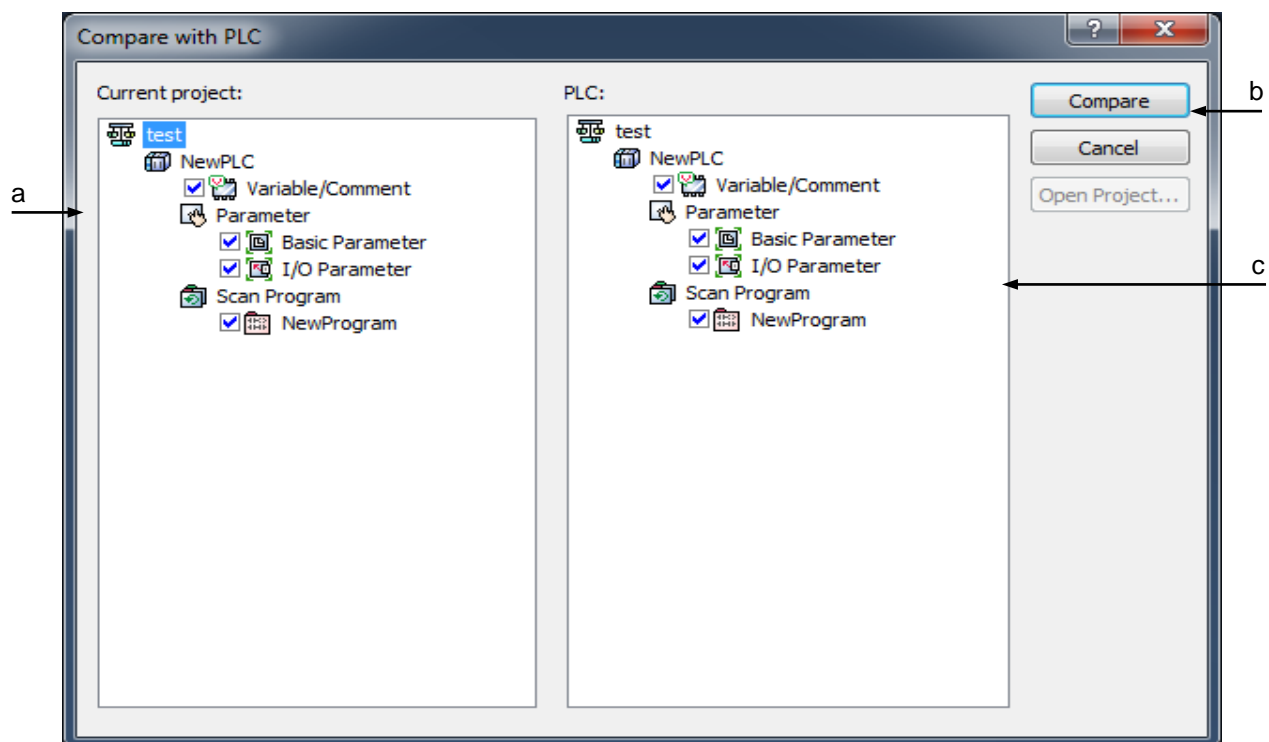 Compare with PLC
?
X
Current project:
test
NewPLC
Variable/Comment
Parameter
Basic Parameter
I/O Parameter
Scan Program
NewProgram
PLC:
test
NewPLC
Variable/Comment
Parameter
Basic Parameter
I/O Parameter
Scan Program
NewProgram
Compare
Cancel
Open Project...
a
b
c